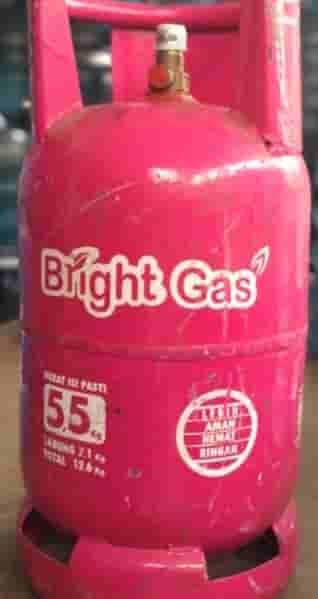 Bright Gas
BERAT ISI PASTI
5.5 Kg
TABUNG 7.1 Kg
TOTAL 12.6 Kg
LEBIH
AMAN
HEMAT
RINGAN